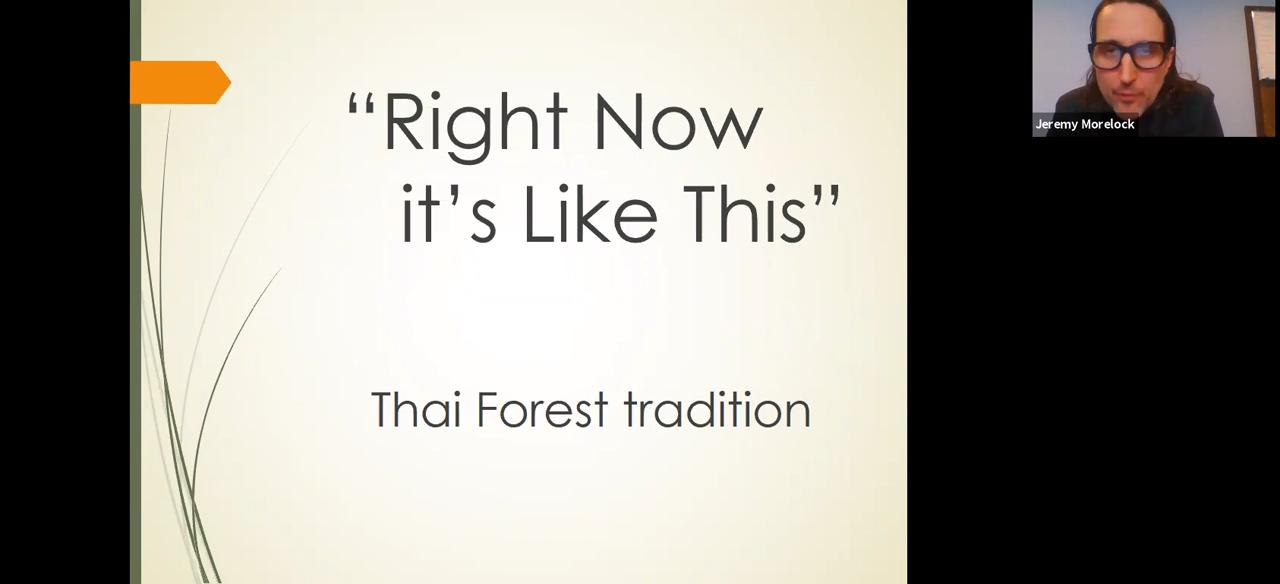 “Right Now
it’s Like This”
Thai Forest tradition
Jeremy Morelock